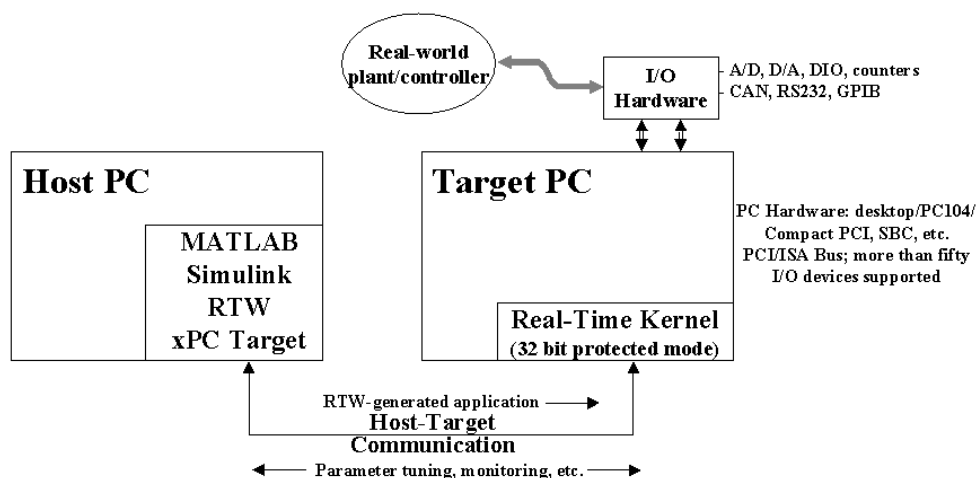 Real-world
plant/controller
I/O
Hardware
- A/D, D/A, DIO, counters
- CAN, RS232, GPIB
Host PC
MATLAB
Simulink
RTW
xPC Target
Target PC
Real-Time Kernel
(32 bit protected mode)
PC Hardware: desktop/PC104/
Compact PCI, SBC, etc.
PCI/ISA Bus; more than fifty
I/O devices supported
RTW-generated application
Host-Target
Communication
Parameter tuning, monitoring, etc.